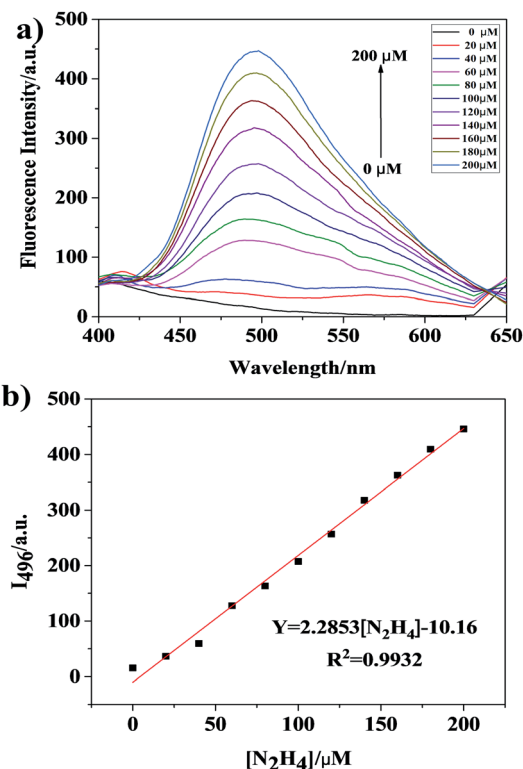 a)
500
400
300
200
100
0
Fluorescence Intensity/a.u.
200 μM
0 μM
0 μM
20 μM
40 μM
60 μM
80 μM
100μM
120μM
140μM
160μM
180μM
200μM
400 450 500 550 600 650
Wavelength/nm
b)
500
400
300
200
100
0
I496/a.u.
Y=2.2853[N2H4]-10.16
R²=0.9932
0 50 100 150 200
[N2H4]/μM